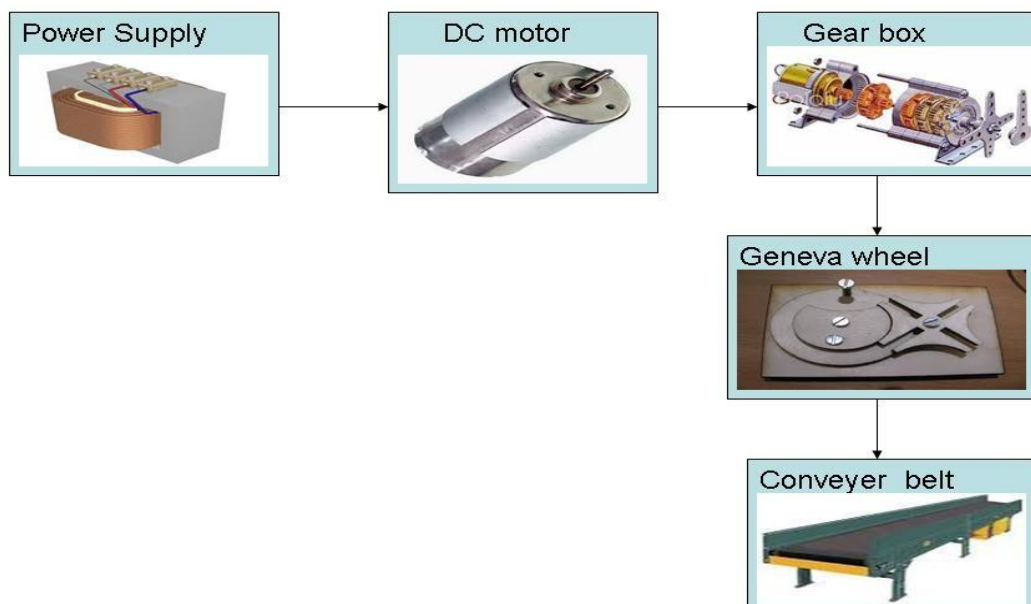 Power Supply
DC motor
Gear box
Geneva wheel
Conveyer belt